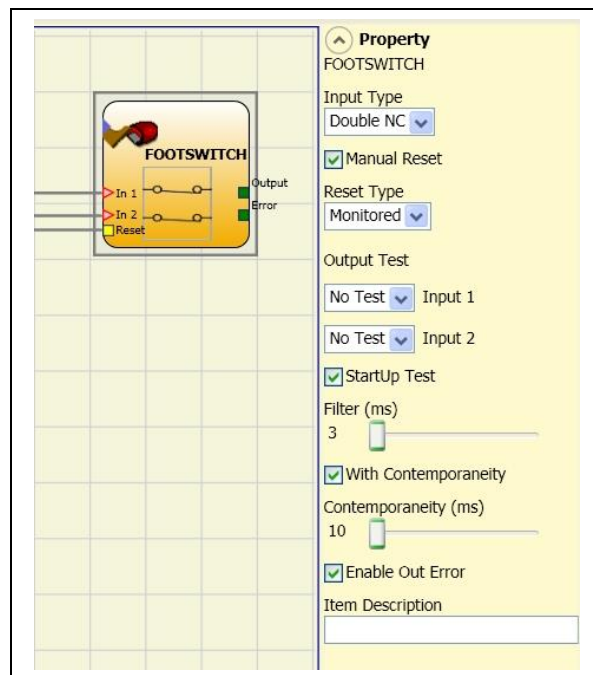 FOOTSWITCH
In 1
In 2
Reset
Output
Error
Property
FOOTSWITCH
Input Type
Double NC
Manual Reset
Reset Type
Monitored
Output Test
No Test Input 1
No Test Input 2
StartUp Test
Filter (ms)
3
With Contemporaneity
Contemporaneity (ms)
10
Enable Out Error
Item Description